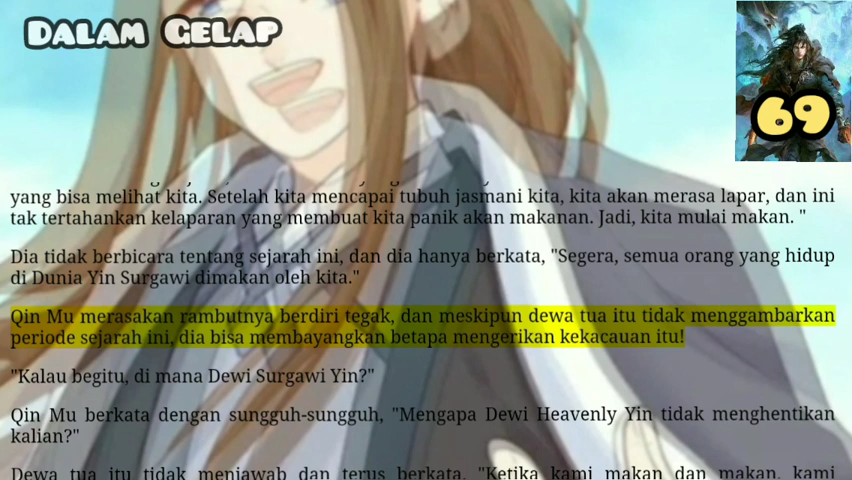 DALAM GELAP
69
yang bisa melihat kita. Setelah kita mencapai tubuh jasmani kita, kita akan merasa lapar, dan ini
tak tertahankan kelaparan yang membuat kita panik akan makanan. Jadi, kita mulai makan. "
Dia tidak berbicara tentang sejarah ini, dan dia hanya berkata, "Segera, semua orang yang hidup
di Dunia Yin Surgawi dimakan oleh kita."
Qin Mu merasakan rambutnya berdiri tegak, dan meskipun dewa tua itu tidak menggambarkan
periode sejarah ini, dia bisa membayangkan betapa mengerikan kekacauan itu!
"Kalau begitu, di mana Dewi Surgawi Yin?"
Qin Mu berkata dengan sungguh-sungguh, "Mengapa Dewi Heavenly Yin tidak menghentikan
kalian?"
Dewa tua itu tidak menjawab dan terus berkata, "Ketika kami makan dan makan, kami